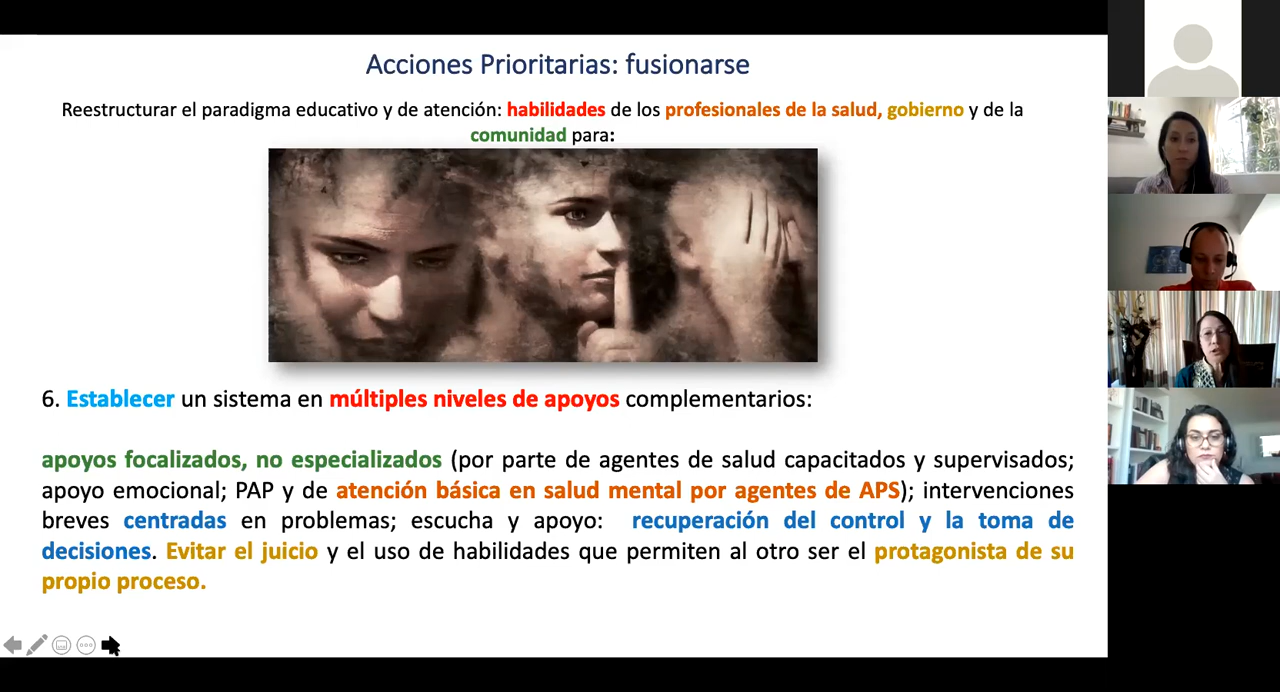 Acciones Prioritarias: fusionarse
Reestructurar el paradigma educativo y de atención: habilidades de los profesionales de la salud, gobierno y de la
comunidad para:
6. Establecer un sistema en múltiples niveles de apoyos complementarios:
apoyos focalizados, no especializados (por parte de agentes de salud capacitados y supervisados;
apoyo emocional; PAP y de atención básica en salud mental por agentes de APS); intervenciones
breves centradas en problemas; escucha y apoyo: recuperación del control y la toma de
decisiones. Evitar el juicio y el uso de habilidades que permiten al otro ser el protagonista de su
propio proceso.